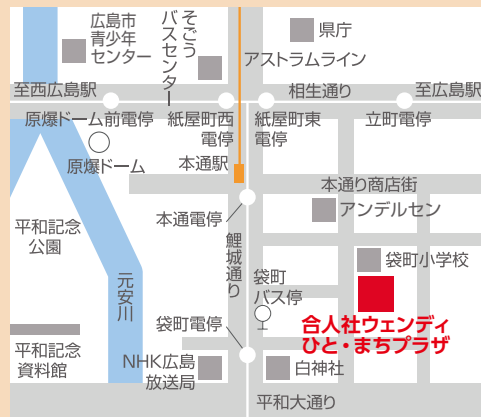 広島市
青少年
センター
そごう
バスセンター
県庁
アストラムライン
至西広島駅
相生通り
至広島駅
原爆ドーム前電停
紙屋町西
電停
紙屋町東
電停
立町電停
原爆ドーム
本通駅
本通り商店街
アンデルセン
本通電停
平和記念
公園
鯉城通り
袋町小学校
元安川
袋町
バス停
合人社ウェンディ
ひと・まちプラザ
袋町電停
平和記念
資料館
NHK広島
放送局
白神社
平和大通り